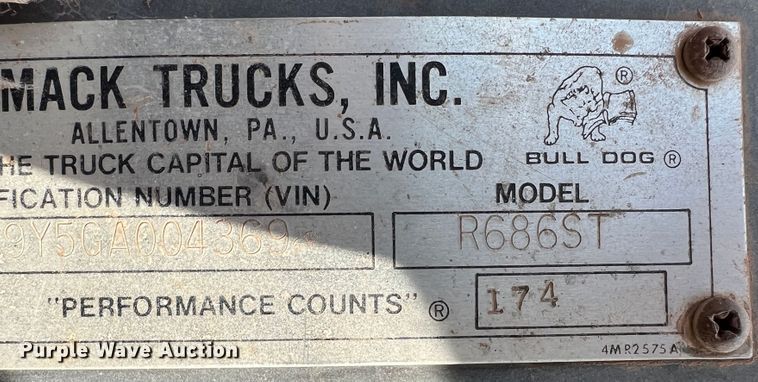 MACK TRUCKS, INC. ®
ALLENTOWN, PA., U.S.A.
HE TRUCK CAPITAL OF THE WORLD BULL DOG ®
FICATION NUMBER (VIN) MODEL
9Y5GA004369 R686ST
"PERFORMANCE COUNTS" ® 174
Purple Wave Auction
4MR2575A